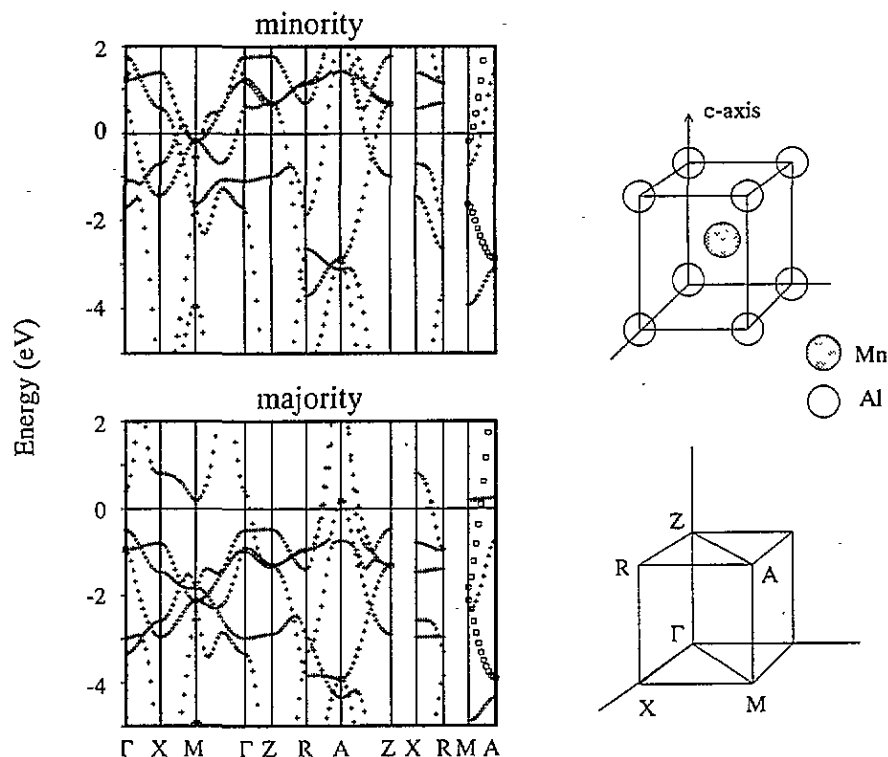 minority
2
0
-2
-4
Energy (eV)
majority
2
0
-2
-4
Γ X M Γ Z R A Z X R M A
c-axis
Mn
Al
Z
R
A
Γ
X
M